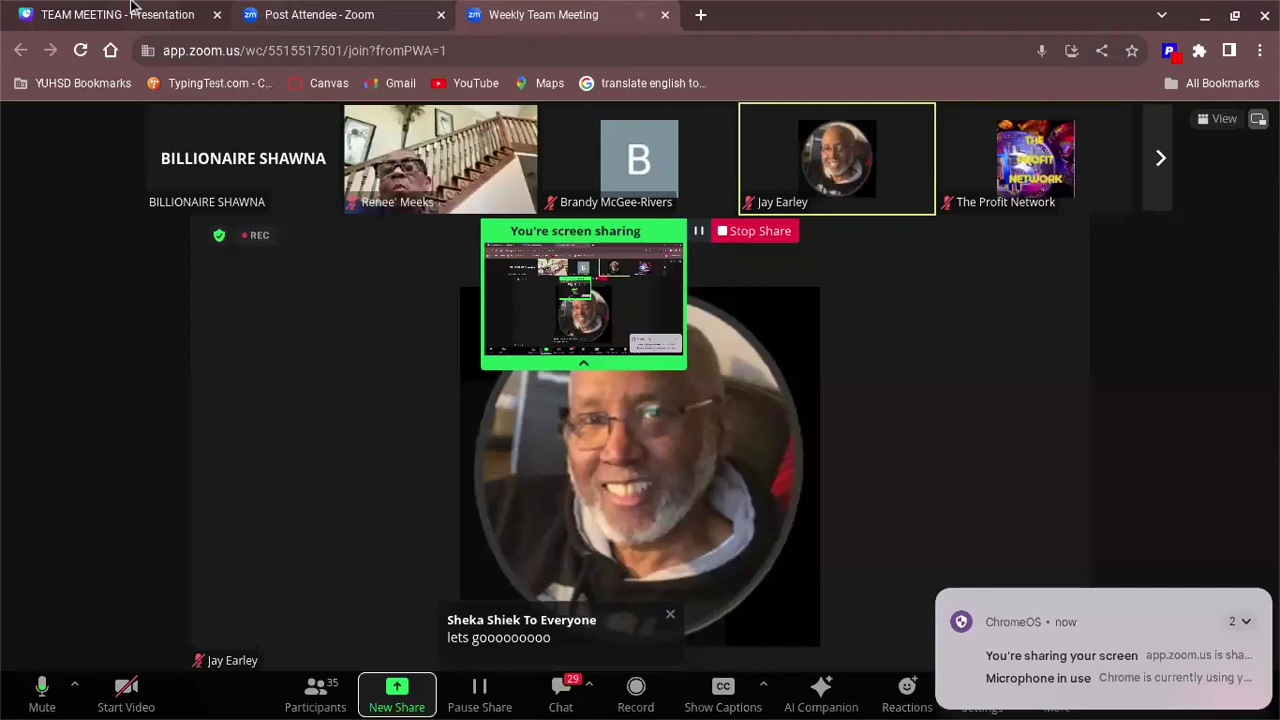 TEAM MEETING - Presentation
Post Attendee - Zoom
Weekly Team Meeting
app.zoom.us/wc/5515517501/join?fromPWA=1
YUHSD Bookmarks
TypingTest.com - C...
Canvas
Gmail
YouTube
Maps
translate english to...
All Bookmarks
BILLIONAIRE SHAWNA
BILLIONAIRE SHAWNA
Renee' Meeks
B
Brandy McGee-Rivers
Jay Earley
THE
PROFIT
NETWORK
The Profit Network
View
REC
You're screen sharing
Stop Share
Sheka Shiek To Everyone
lets gooooooooo
Jay Earley
ChromeOS • now
2
You're sharing your screen app.zoom.us is sha...
Microphone in use Chrome is currently using y...
Mute
Start Video
35
Participants
New Share
Pause Share
29
Chat
Record
CC
Show Captions
AI Companion
Reactions